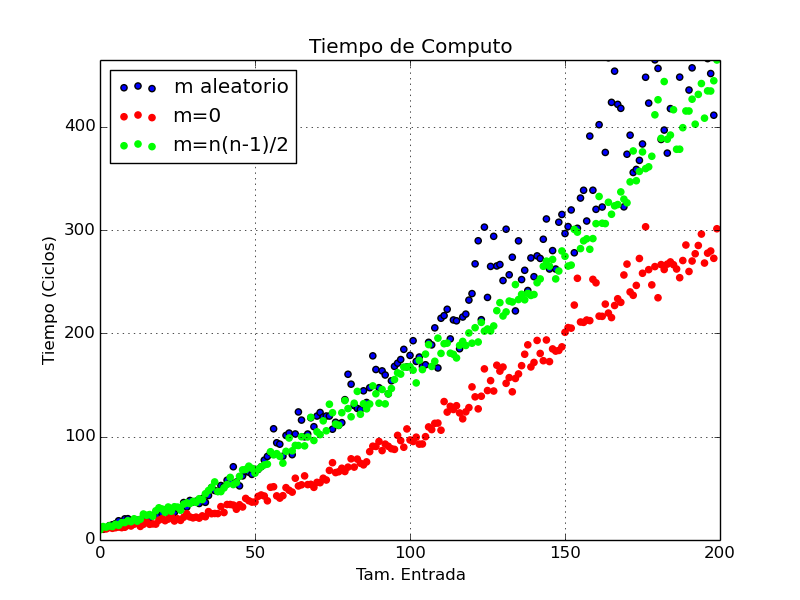 Tiempo de Computo
m aleatorio
m=0
m=n(n-1)/2
Tiempo (Ciclos)
400
300
200
100
0
0 50 100 150 200
Tam. Entrada